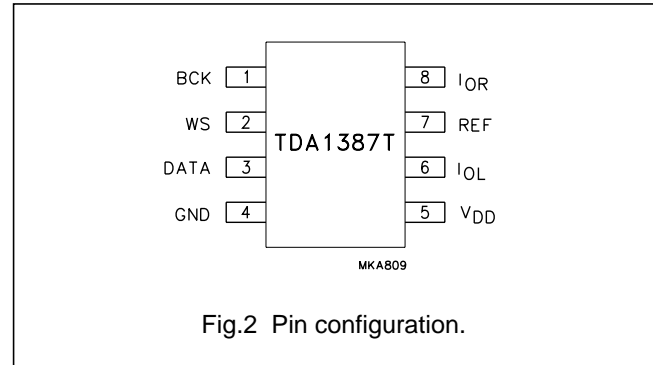 BCK 1 8 IOR
WS 2 7 REF
TDA1387T
DATA 3 6 IOL
GND 4 5 VDD
MKA809
Fig.2 Pin configuration.